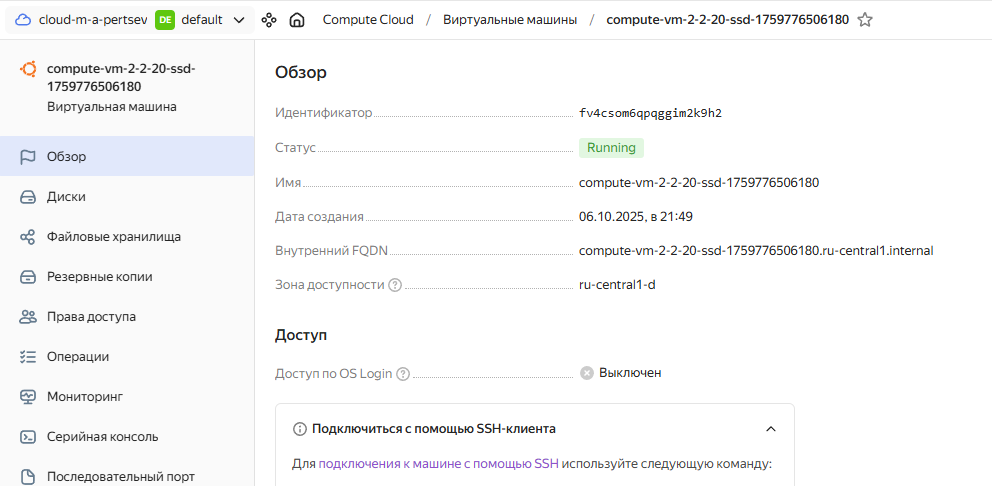 cloud-m-a-pertsev DE default Compute Cloud / Виртуальные машины / compute-vm-2-2-20-ssd-1759776506180
compute-vm-2-2-20-ssd-
1759776506180
Виртуальная машина
Обзор
Диски
Файловые хранилища
Резервные копии
Права доступа
Операции
Мониторинг
Серийная консоль
Последовательный порт
Обзор
Идентификатор fv4csom6qpqggim2k9h2
Статус Running
Имя compute-vm-2-2-20-ssd-1759776506180
Дата создания 06.10.2025, в 21:49
Внутренний FQDN compute-vm-2-2-20-ssd-1759776506180.ru-central1.internal
Зона доступности ru-central1-d
Доступ
Доступ по OS Login Выключен
Подключиться с помощью SSH-клиента
Для подключения к машине с помощью SSH используйте следующую команду: